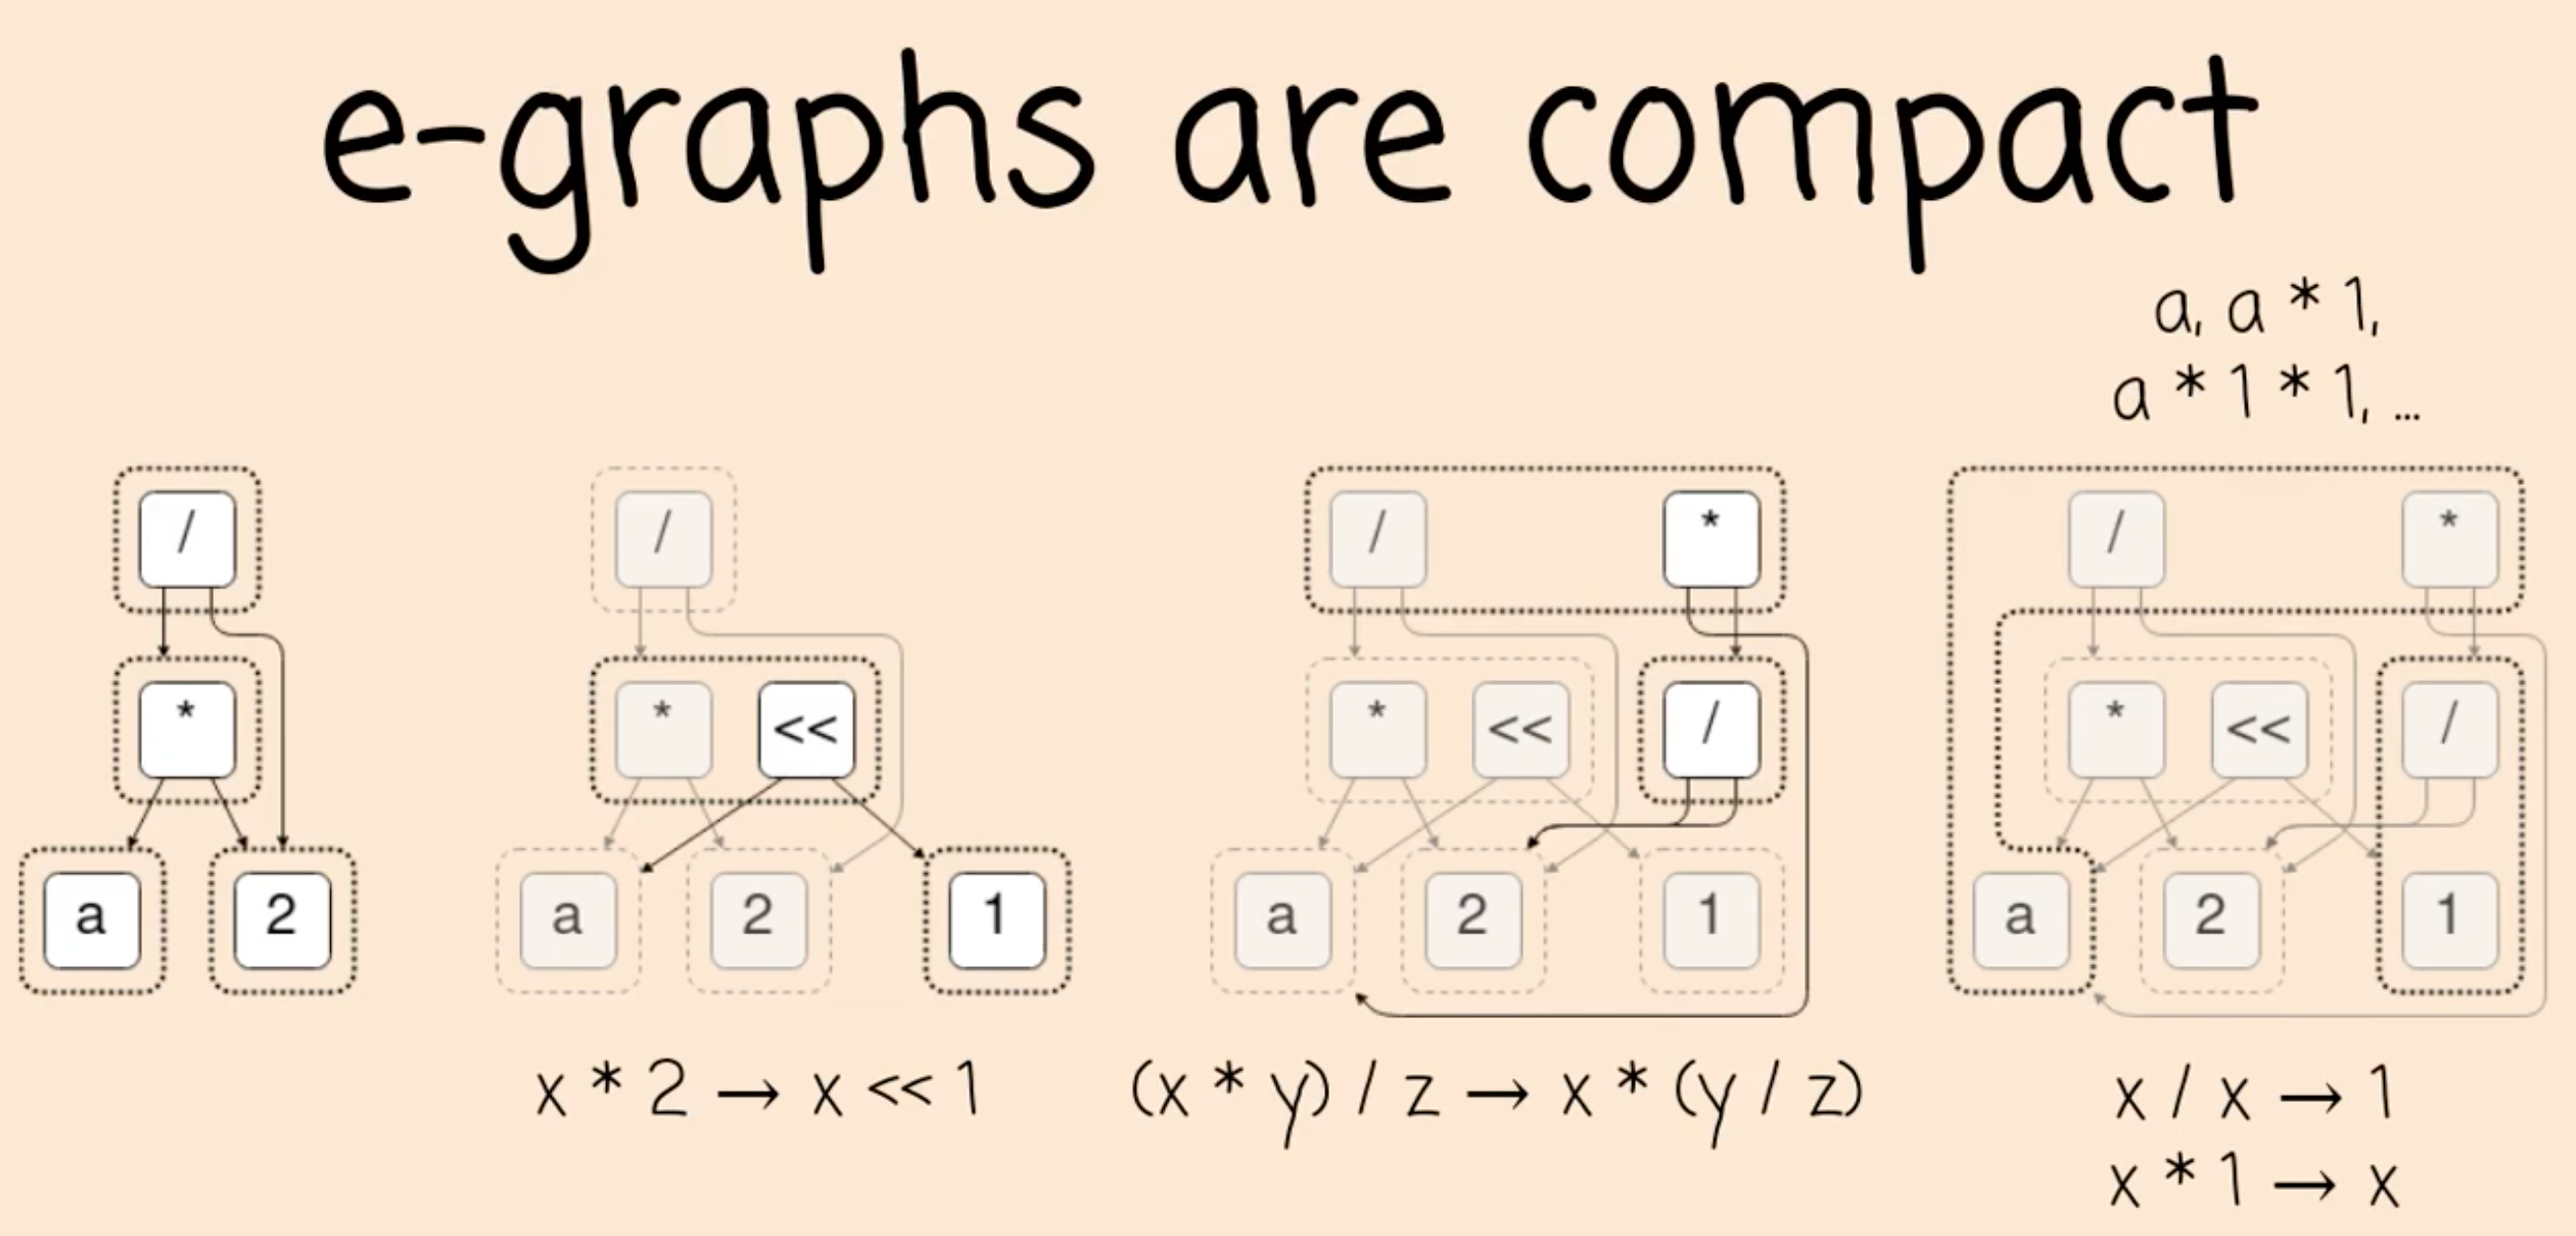 e-graphs are compact
a, a * 1,
a * 1 * 1, ...
/
*
a 2
/
* <<
a 2 1
x * 2 → x << 1
/ *
* << /
a 2 1
(x * y) / z → x * (y / z)
/ *
* << /
a 2 1
x / x → 1
x * 1 → x